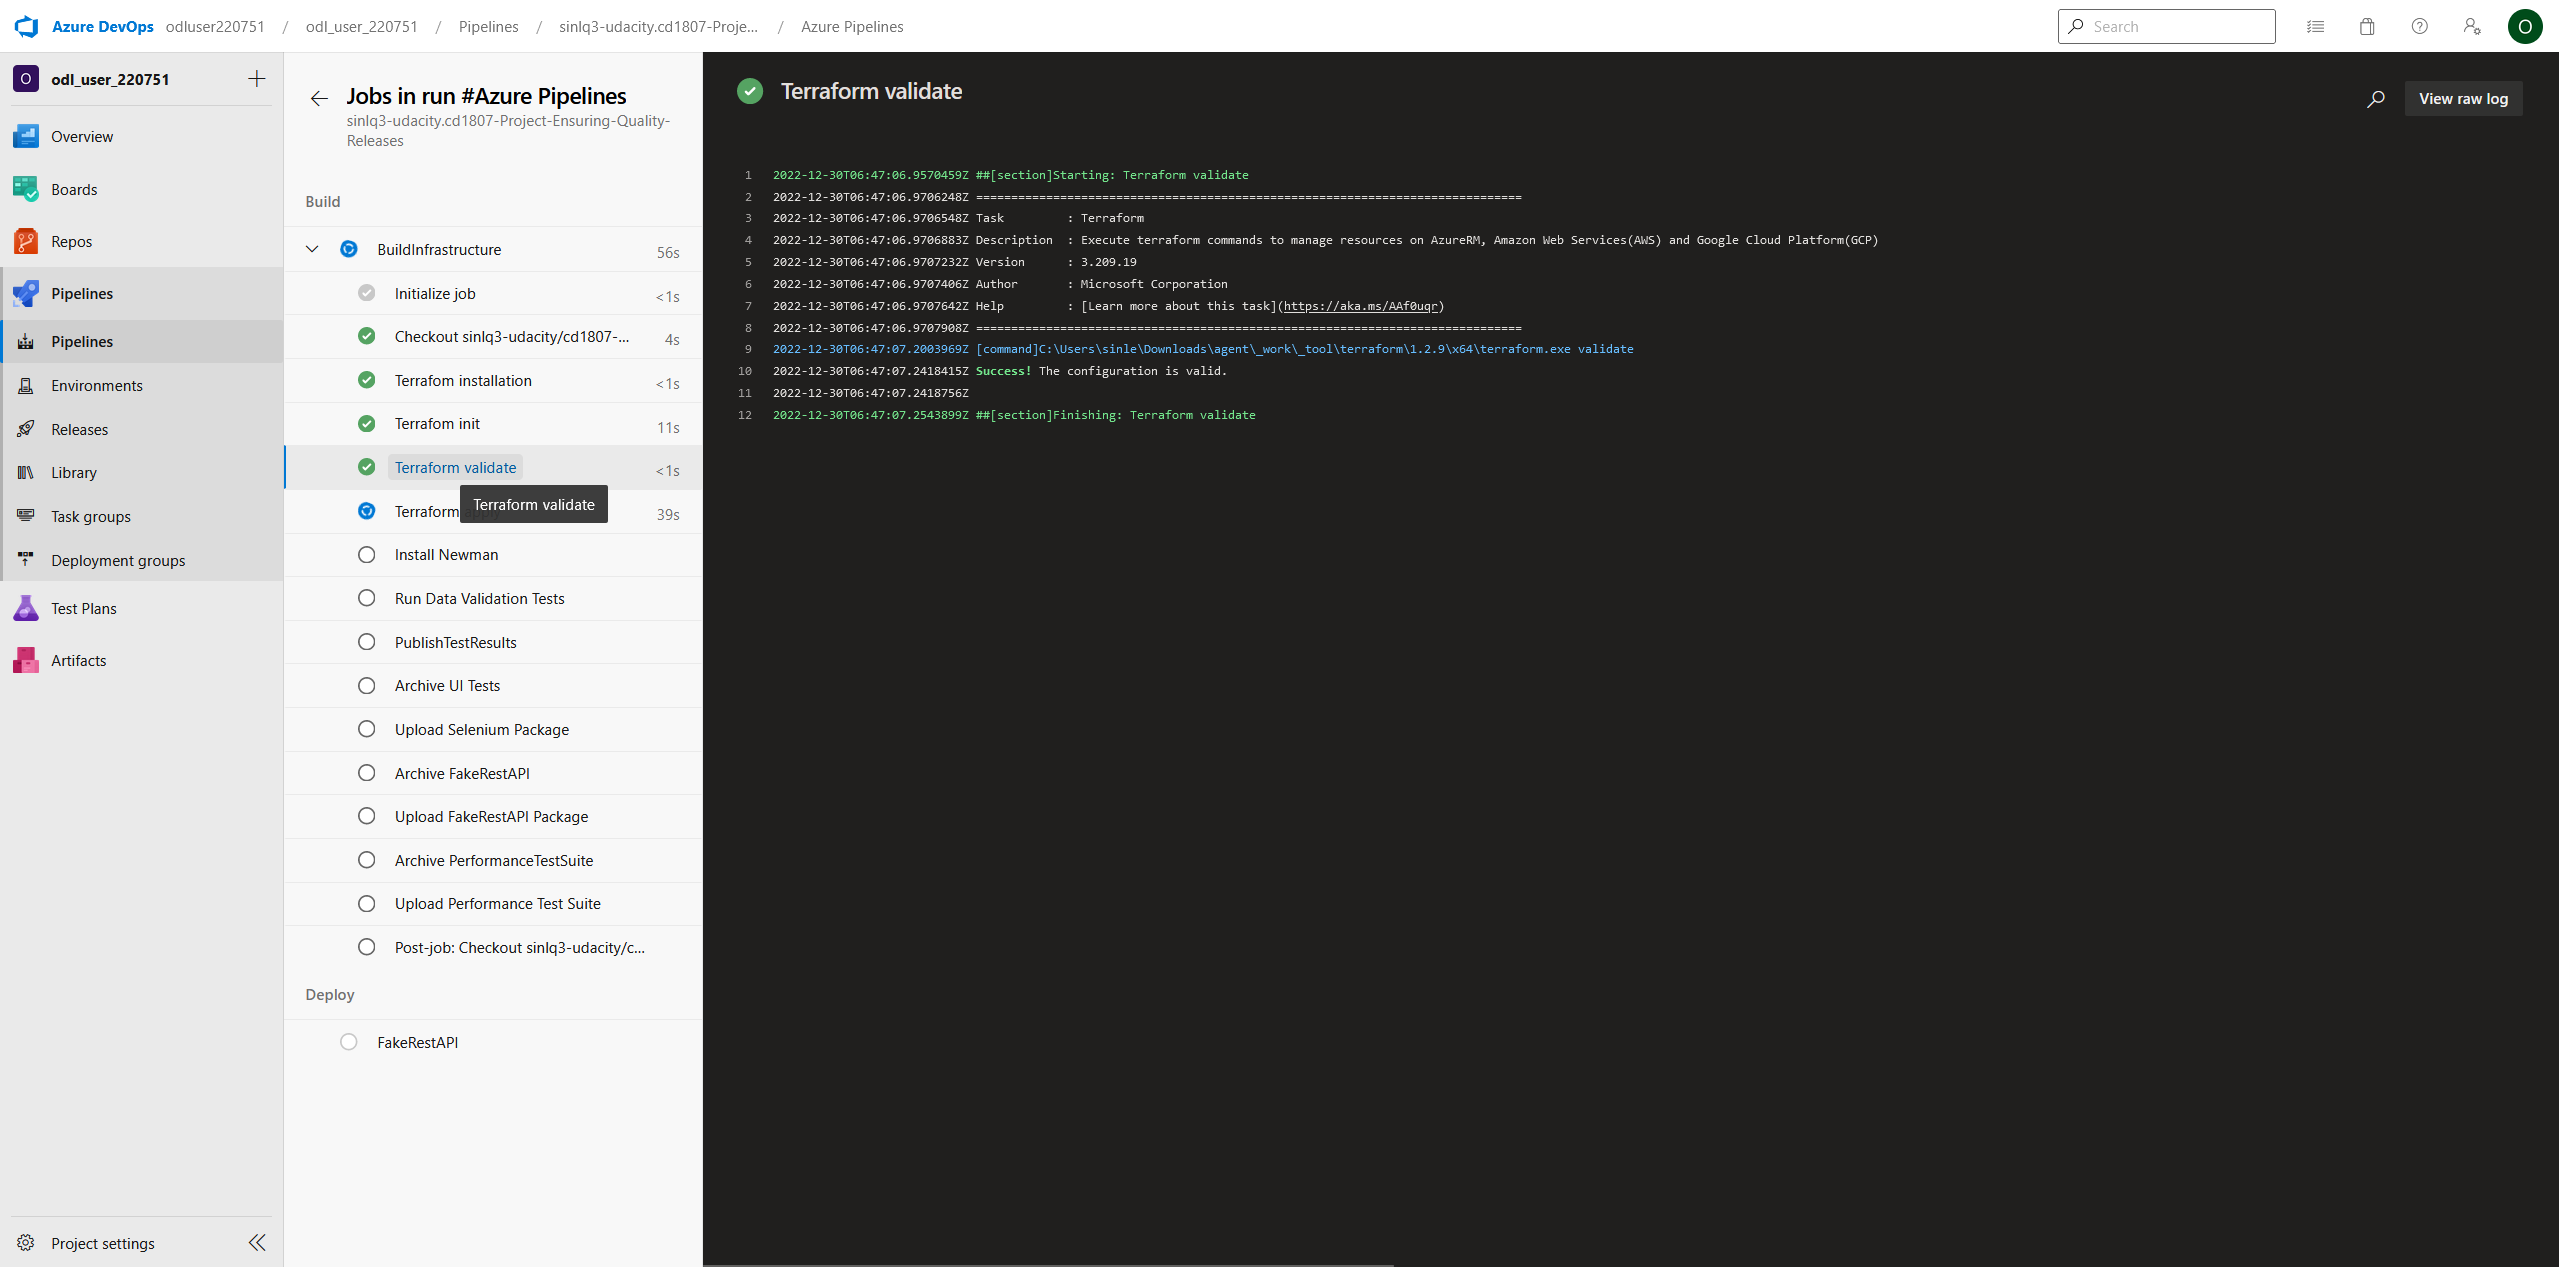 Azure DevOps odluser220751 / odl_user_220751 / Pipelines / sinlq3-udacity.cd1807-Proje... / Azure Pipelines
Search
O
O odl_user_220751
Overview
Boards
Repos
Pipelines
Pipelines
Environments
Releases
Library
Task groups
Deployment groups
Test Plans
Artifacts
Project settings
Jobs in run #Azure Pipelines
sinlq3-udacity.cd1807-Project-Ensuring-Quality-
Releases
Build
BuildInfrastructure 56s
Initialize job <1s
Checkout sinlq3-udacity/cd1807-... 4s
Terrafom installation <1s
Terrafom init 11s
Terraform validate <1s
Terraform 39s
Terraform validate
Install Newman
Run Data Validation Tests
PublishTestResults
Archive UI Tests
Upload Selenium Package
Archive FakeRestAPI
Upload FakeRestAPI Package
Archive PerformanceTestSuite
Upload Performance Test Suite
Post-job: Checkout sinlq3-udacity/c...
Deploy
FakeRestAPI
Terraform validate
View raw log
1 2022-12-30T06:47:06.9570459Z ##[section]Starting: Terraform validate
2 2022-12-30T06:47:06.9706248Z ==============================================================================
3 2022-12-30T06:47:06.9706548Z Task         : Terraform
4 2022-12-30T06:47:06.9706883Z Description  : Execute terraform commands to manage resources on AzureRM, Amazon Web Services(AWS) and Google Cloud Platform(GCP)
5 2022-12-30T06:47:06.9707232Z Version      : 3.209.19
6 2022-12-30T06:47:06.9707406Z Author       : Microsoft Corporation
7 2022-12-30T06:47:06.9707642Z Help         : [Learn more about this task](https://aka.ms/AAf0uqr)
8 2022-12-30T06:47:06.9707908Z ==============================================================================
9 2022-12-30T06:47:07.2003969Z [command]C:\Users\sinle\Downloads\agent\_work\_tool\terraform\1.2.9\x64\terraform.exe validate
10 2022-12-30T06:47:07.2418415Z Success! The configuration is valid.
11 2022-12-30T06:47:07.2418756Z
12 2022-12-30T06:47:07.2543899Z ##[section]Finishing: Terraform validate